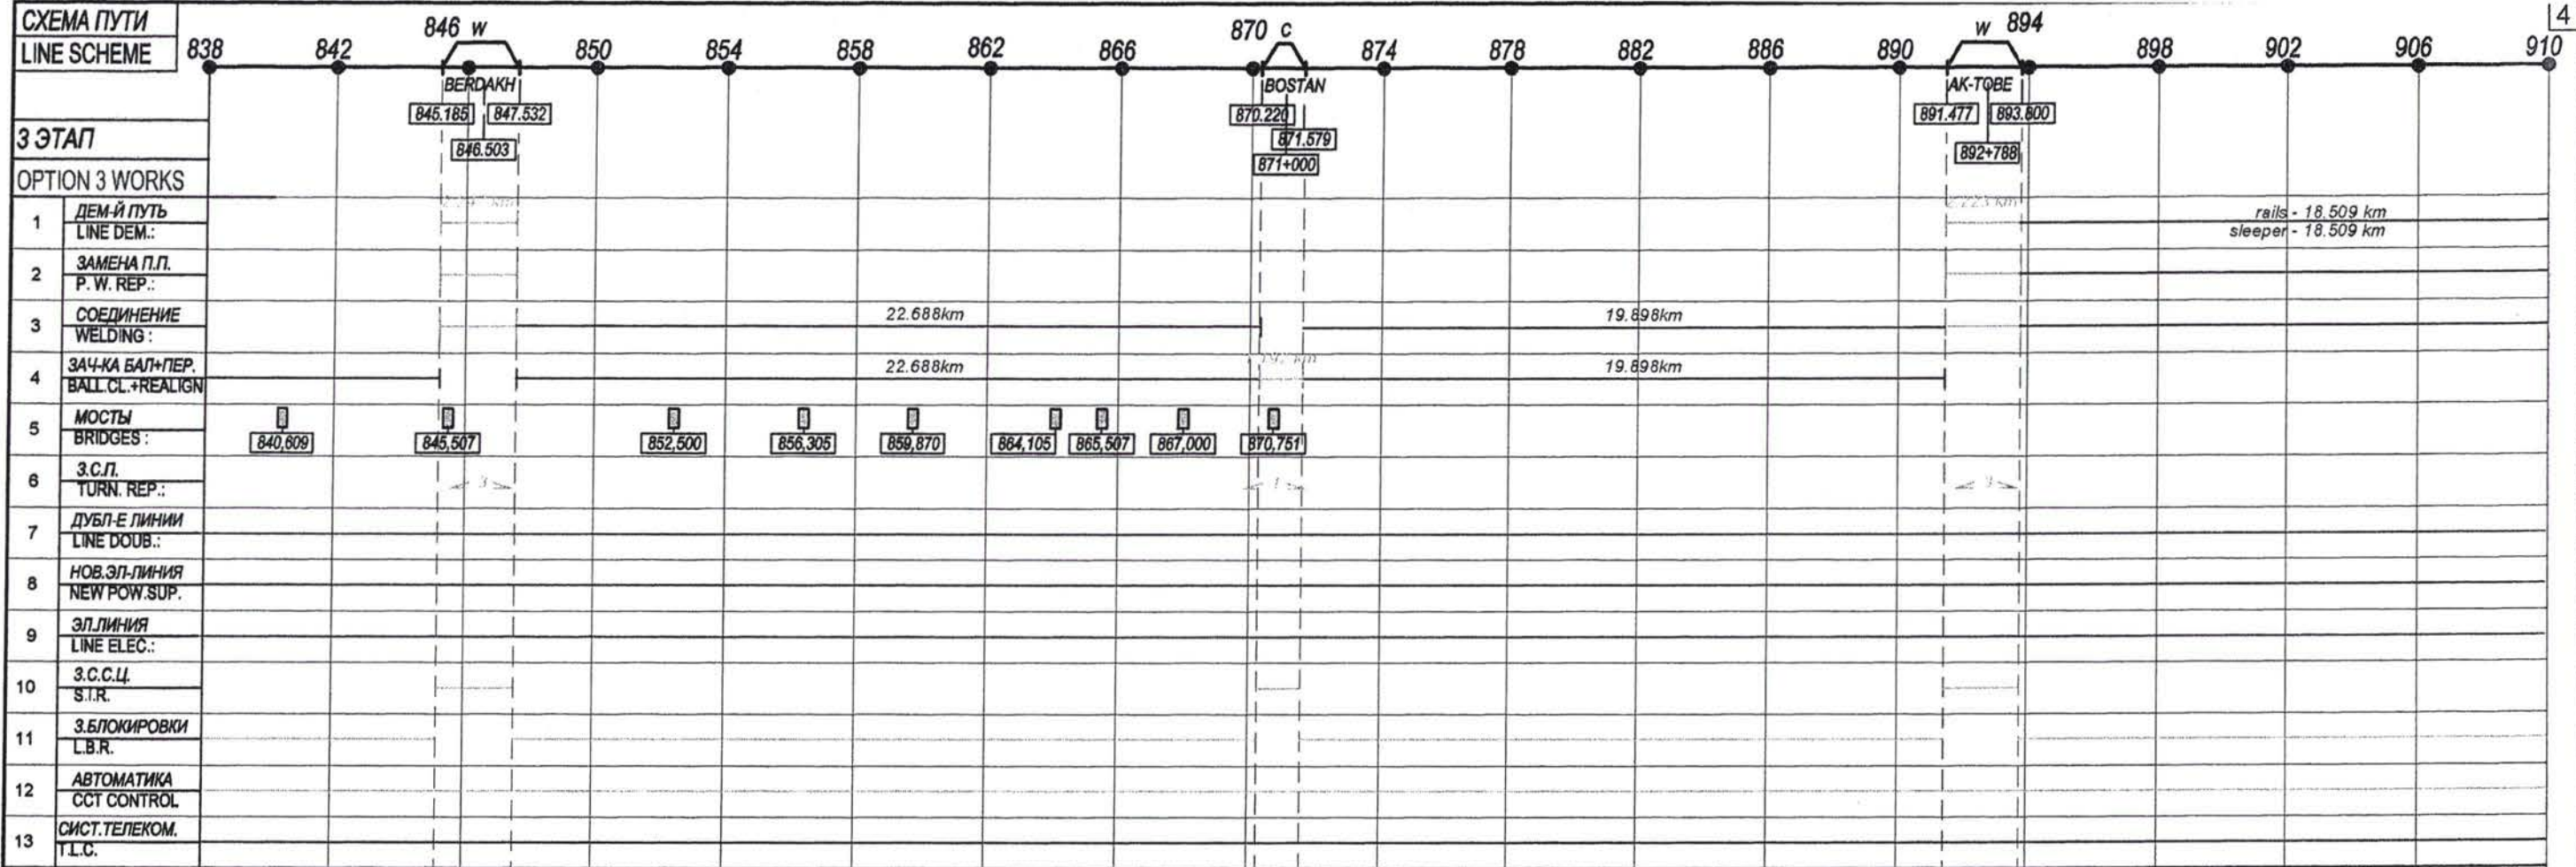 4
СХЕМА ПУТИ
LINE SCHEME
838 842 846 W 850 854 858 862 866 870 C 874 878 882 886 890 W 894 898 902 906 910
BERDAKH BOSTAN AK-TOBE
845.185 847.532 870.220 891.477 893.800
871.579
846.503 871+000 892+788
3 ЭТАП
OPTION 3 WORKS
1 ДЕМ-Й ПУТЬ rails - 18.509 km
LINE DEM.: sleeper - 18.509 km
2 ЗАМЕНА П.П.
P. W. REP.:
3 СОЕДИНЕНИЕ 22.688km 19.898km
WELDING :
4 ЗАЧ-КА БАЛ+ПЕР. 22.688km 19.898km
BALL.CL.+REALIGN
5 МОСТЫ
BRIDGES : 840,609 845,507 852,500 856,305 859,870 864,105 865,507 867,000 870,751
6 З.С.П. 3 1
TURN. REP.:
7 ДУБЛ-Е ЛИНИИ
LINE DOUB.:
8 НОВ.ЭЛ-ЛИНИЯ
NEW POW.SUP.
9 ЭЛ.ЛИНИЯ
LINE ELEC.:
10 З.С.С.Ц.
S.I.R.
11 З.БЛОКИРОВКИ
L.B.R.
12 АВТОМАТИКА
CCT CONTROL
13 СИСТ.ТЕЛЕКОМ.
T.L.C.